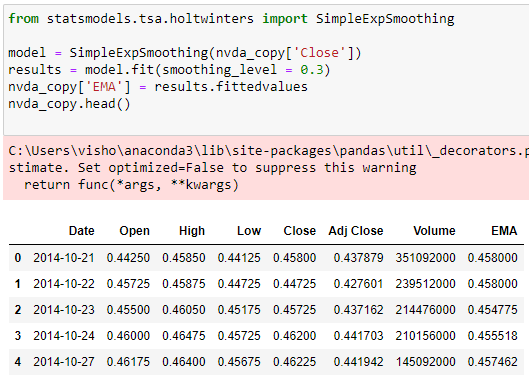 from statsmodels.tsa.holtwinters import SimpleExpSmoothing
model = SimpleExpSmoothing(nvda_copy['Close'])
results = model.fit(smoothing_level = 0.3)
nvda_copy['EMA'] = results.fittedvalues
nvda_copy.head()
C:\Users\visho\anaconda3\lib\site-packages\pandas\util\_decorators.p
stimate. Set optimized=False to suppress this warning
return func(*args, **kwargs)
Date Open High Low Close Adj Close Volume EMA
0 2014-10-21 0.44250 0.45850 0.44125 0.45800 0.437879 351092000 0.458000
1 2014-10-22 0.45725 0.45875 0.44725 0.44725 0.427601 239512000 0.458000
2 2014-10-23 0.45500 0.46050 0.45175 0.45725 0.437162 214476000 0.454775
3 2014-10-24 0.46000 0.46475 0.45725 0.46200 0.441703 210156000 0.455518
4 2014-10-27 0.46175 0.46400 0.45675 0.46225 0.441942 145092000 0.457462